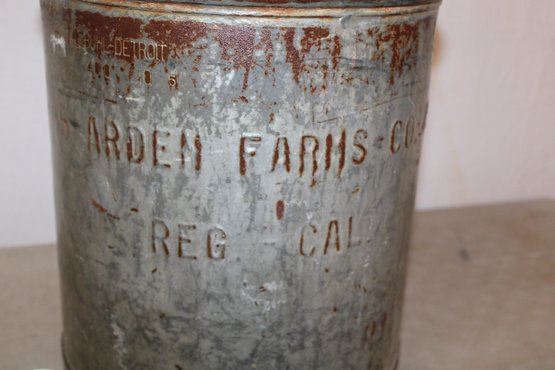 DETROIT
ARDEN FARMS CO.
REG. CAL.